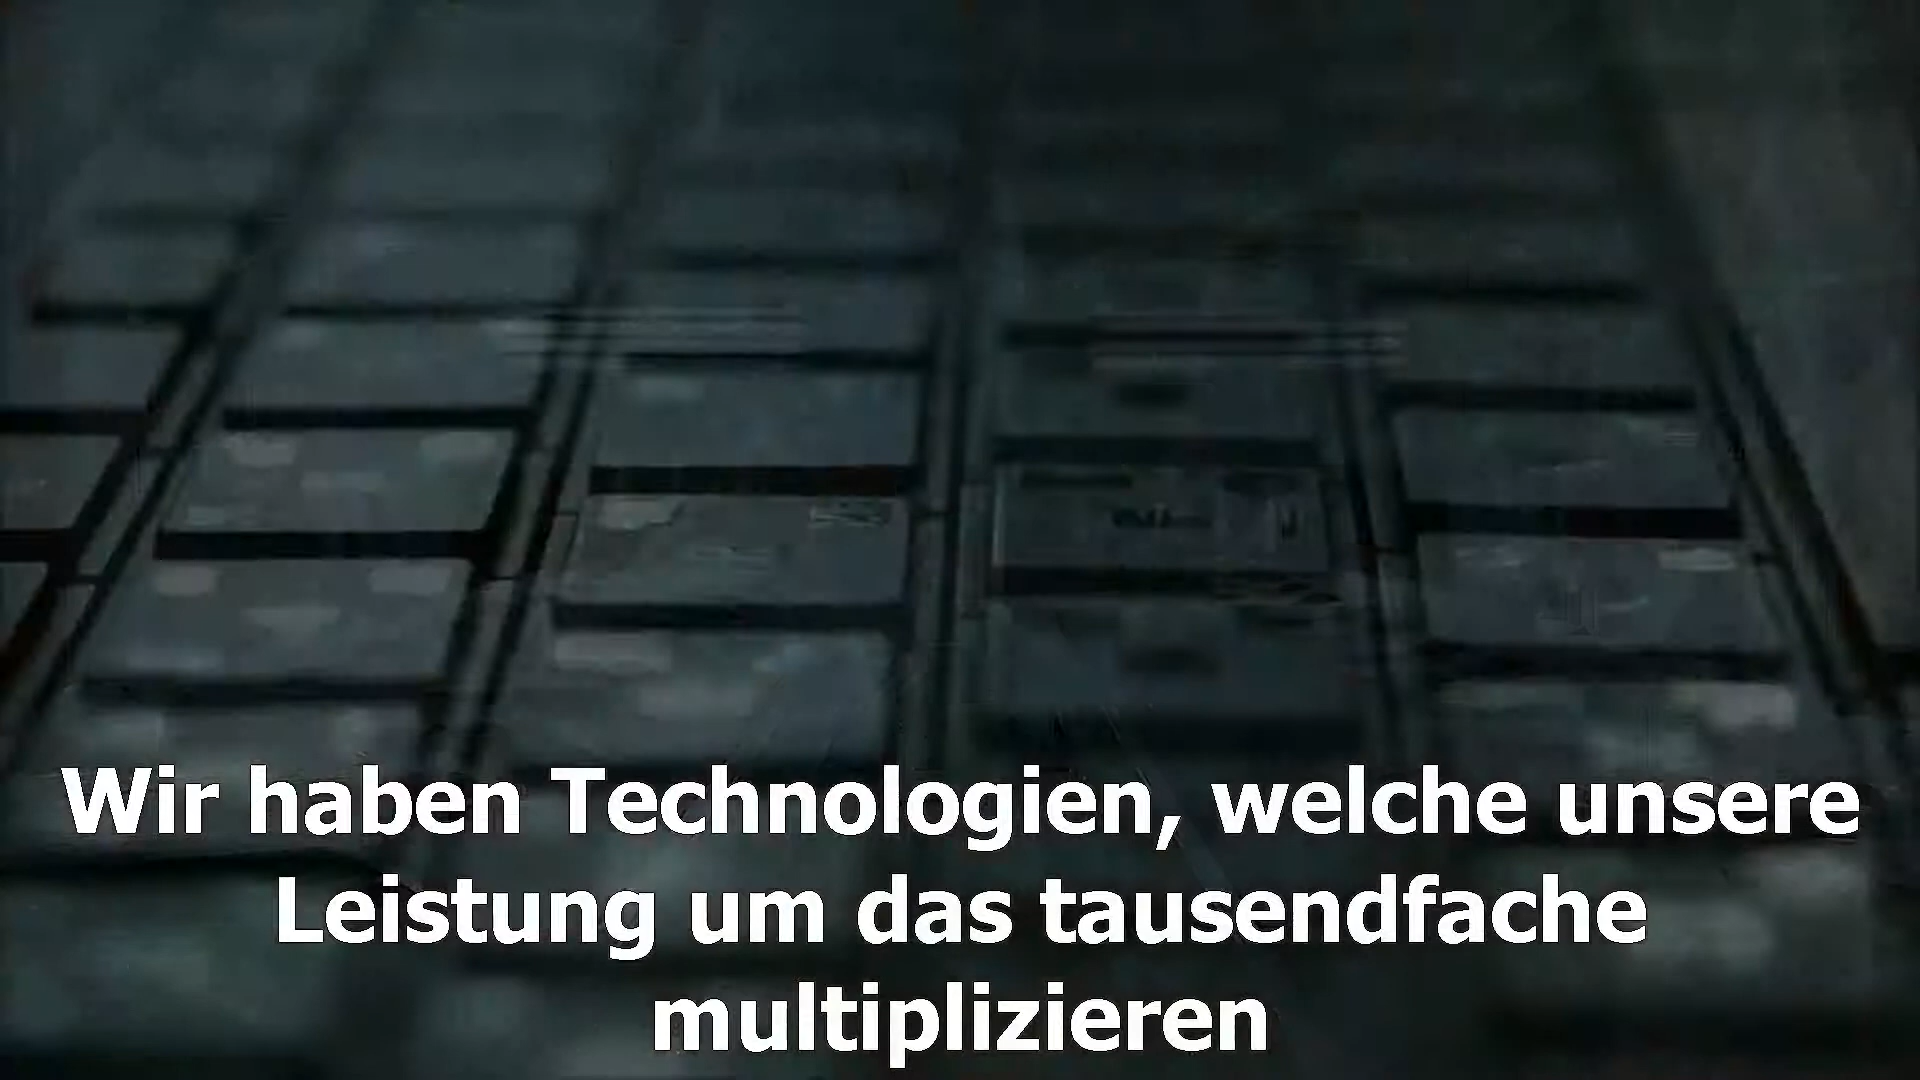 Wir haben Technologien, welche unsere
Leistung um das tausendfache
multiplizieren